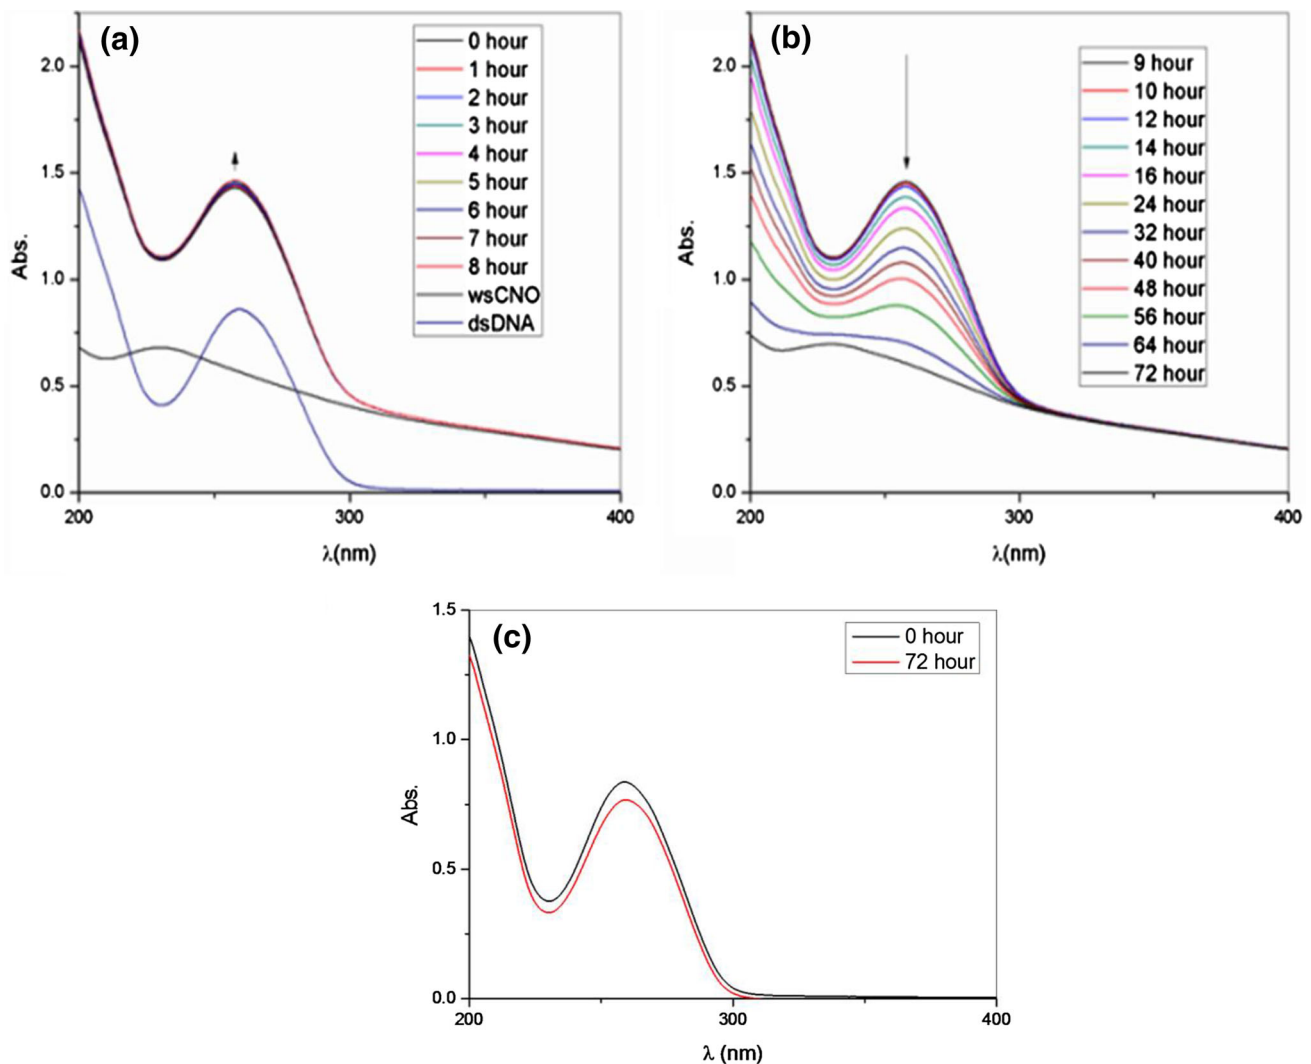 (a)
2.0
1.5
1.0
0.5
0.0
Abs.
200
300
400
λ(nm)
0 hour
1 hour
2 hour
3 hour
4 hour
5 hour
6 hour
7 hour
8 hour
wsCNO
dsDNA
(b)
2.0
1.5
1.0
0.5
0.0
Abs.
200
300
400
λ(nm)
9 hour
10 hour
12 hour
14 hour
16 hour
24 hour
32 hour
40 hour
48 hour
56 hour
64 hour
72 hour
(c)
1.5
1.0
0.5
0.0
Abs.
200
300
400
λ (nm)
0 hour
72 hour